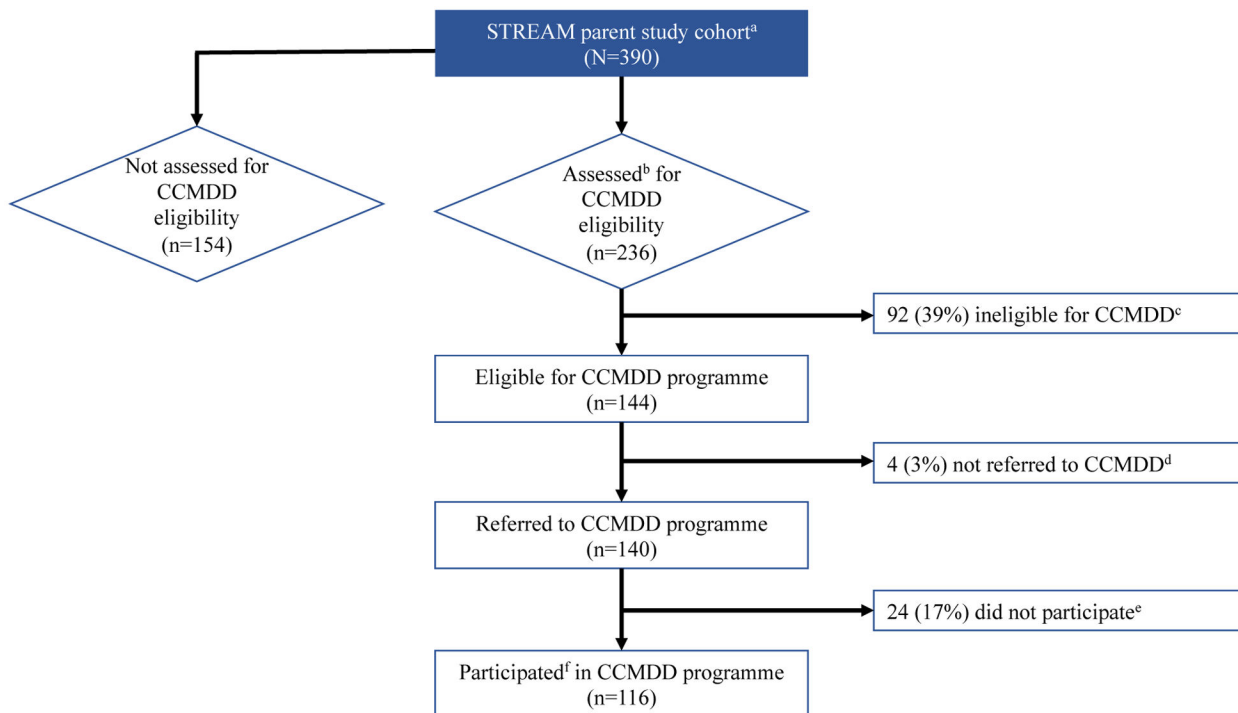 STREAM parent study cohortᵃ
(N=390)
Not assessed for
CCMDD
eligibility
(n=154)
Assessedᵇ for
CCMDD
eligibility
(n=236)
92 (39%) ineligible for CCMDDᶜ
Eligible for CCMDD programme
(n=144)
4 (3%) not referred to CCMDDᵈ
Referred to CCMDD programme
(n=140)
24 (17%) did not participateᵉ
Participatedᶠ in CCMDD programme
(n=116)